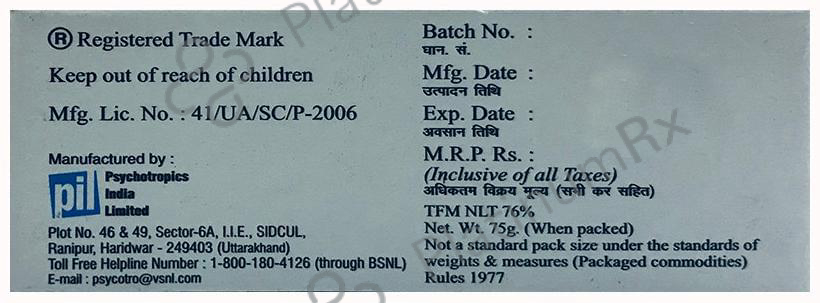 ® Registered Trade Mark
Keep out of reach of children
Mfg. Lic. No. : 41/UA/SC/P-2006
Manufactured by :
pil Psychotropics
India
Limited
Plot No. 46 & 49, Sector-6A, I.I.E., SIDCUL,
Ranipur, Haridwar - 249403 (Uttarakhand)
Toll Free Helpline Number : 1-800-180-4126 (through BSNL)
E-mail : psycotro@vsnl.com
Batch No. :
घान. सं.
Mfg. Date :
उत्पादन तिथि
Exp. Date :
अवसान तिथि
M.R.P. Rs. :
(Inclusive of all Taxes)
अधिकतम विक्रय मूल्य (सभी कर सहित)
TFM NLT 76%
Net. Wt. 75g. (When packed)
Not a standard pack size under the standards of
weights & measures (Packaged commodities)
Rules 1977